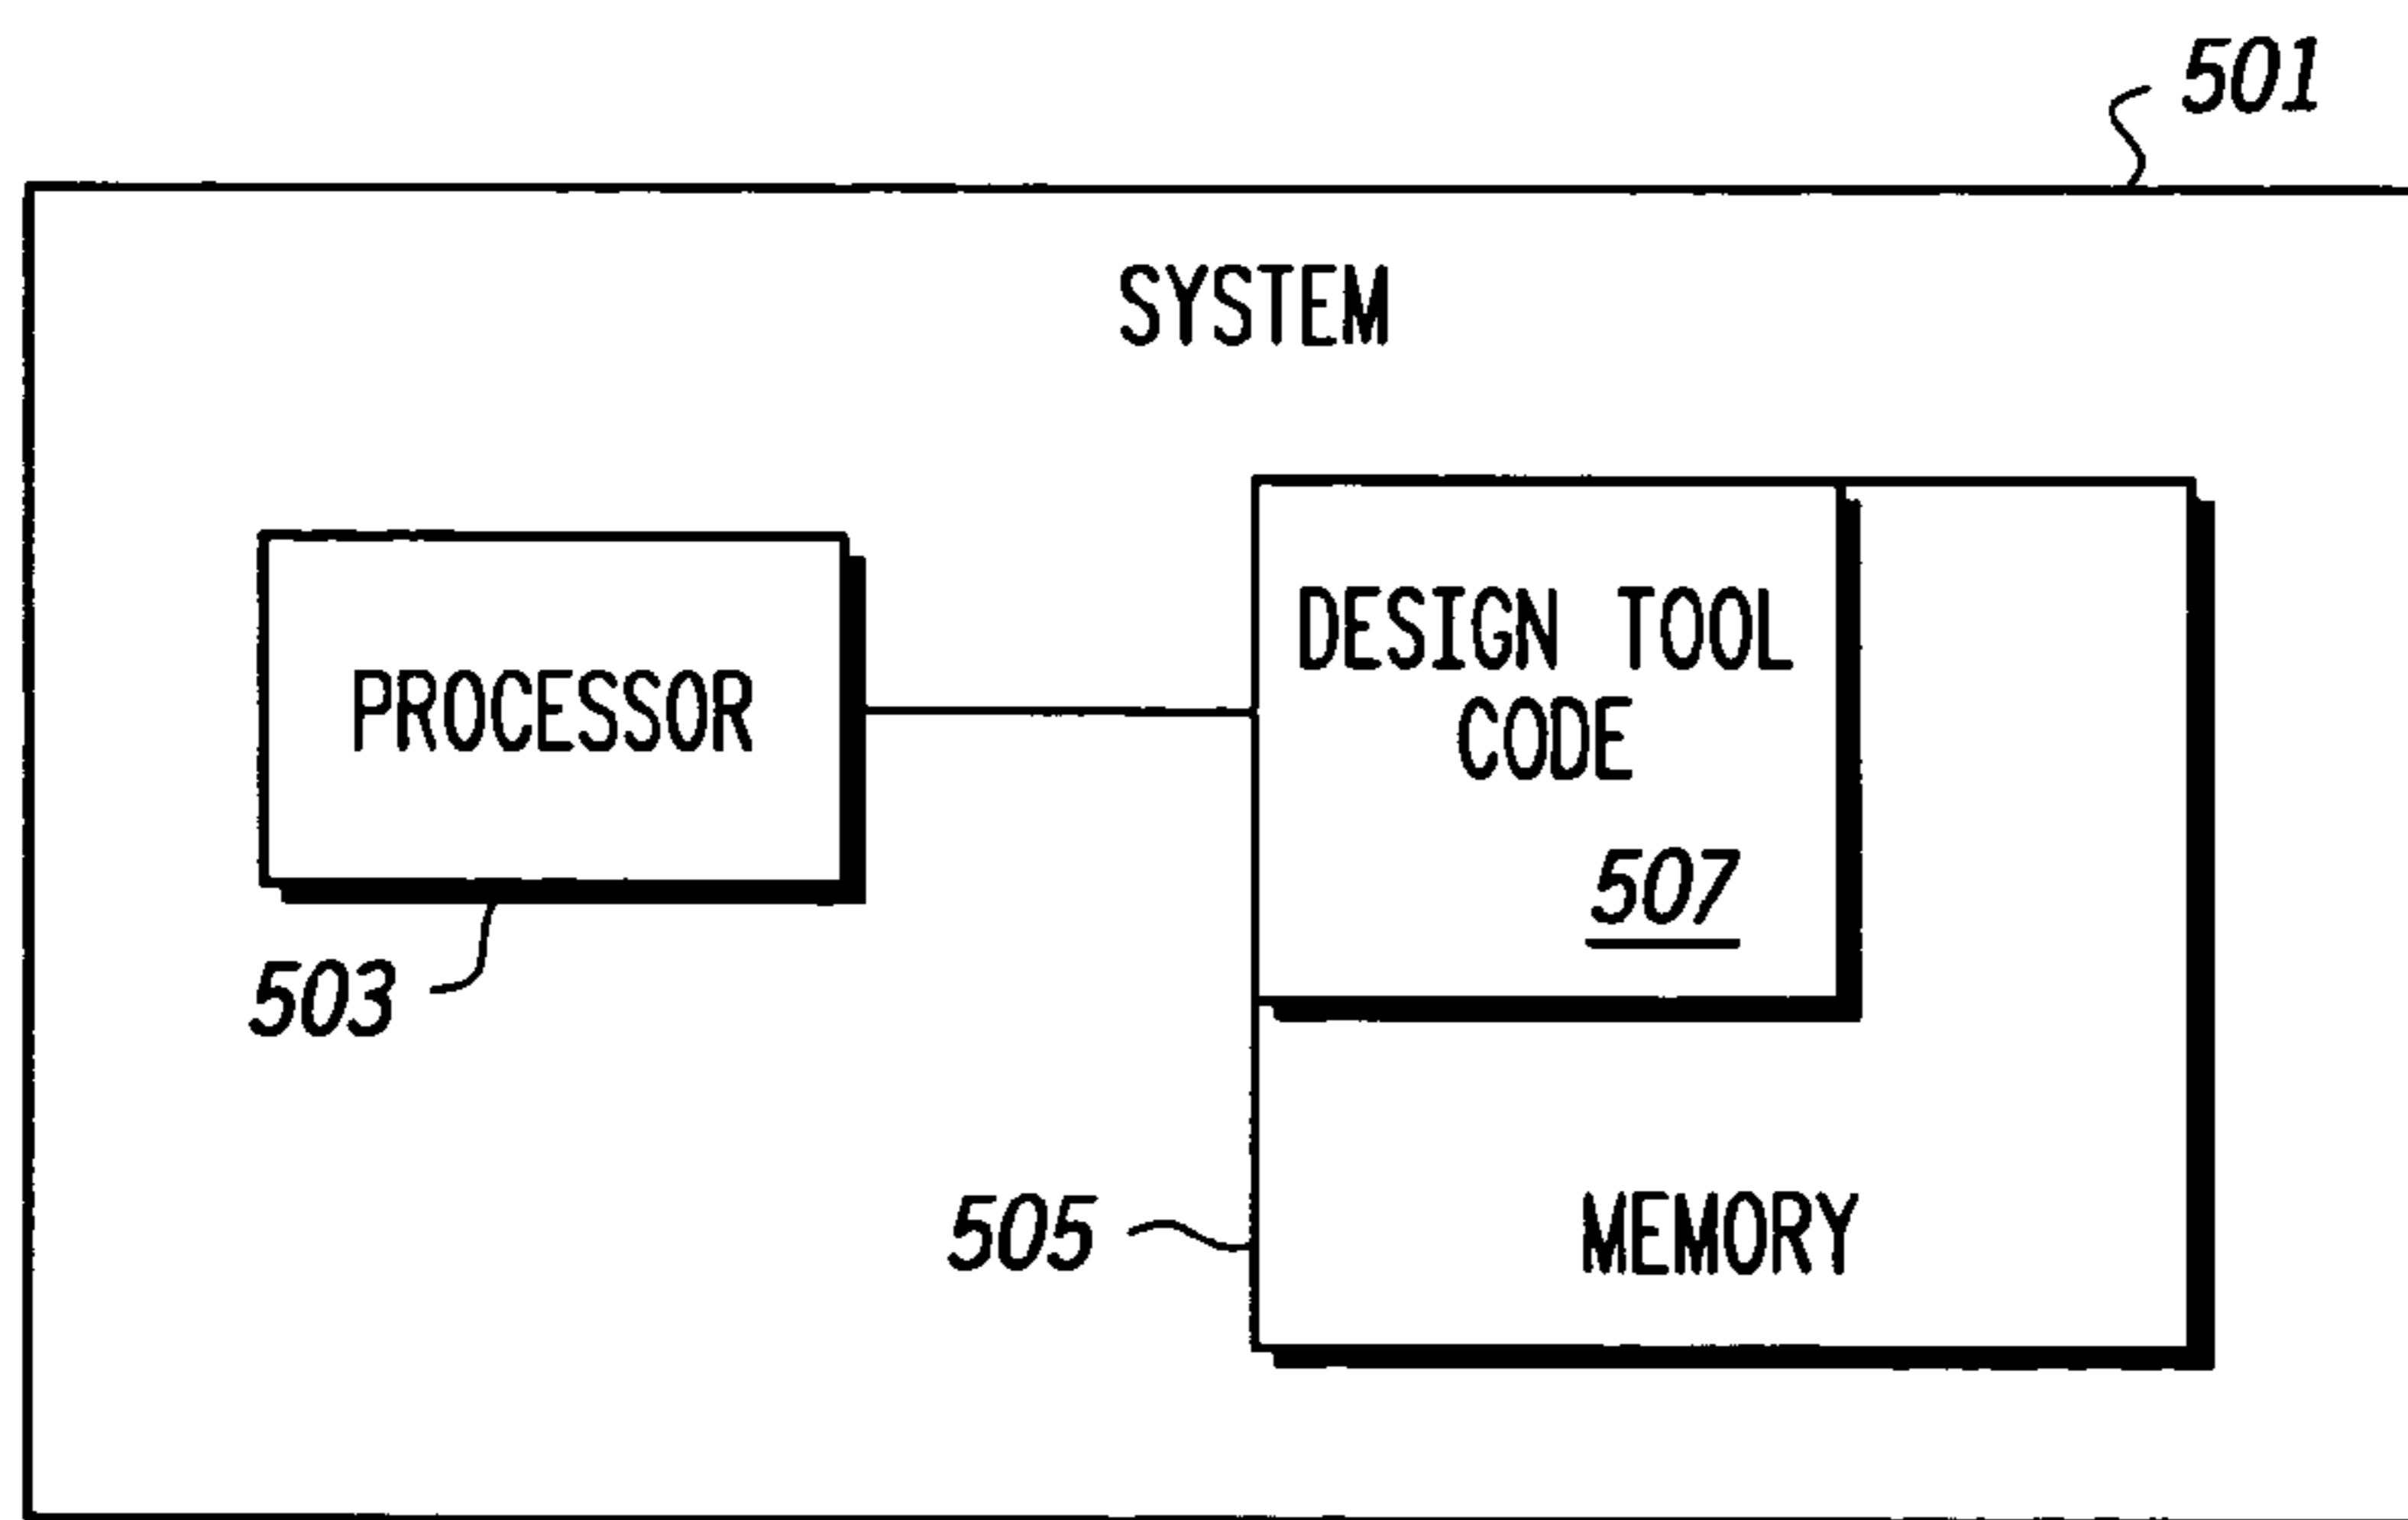 501
SYSTEM
PROCESSOR
DESIGN TOOL
CODE
507
503
505
MEMORY